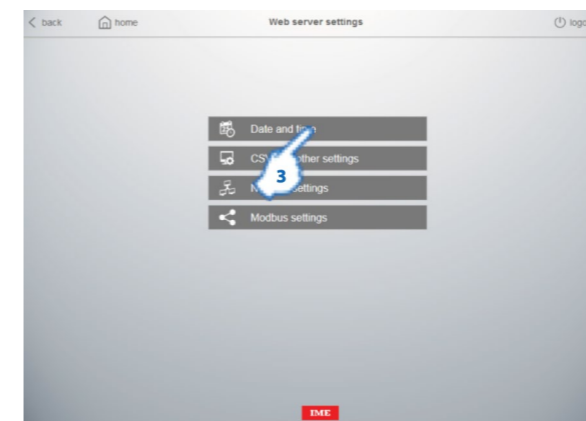 back home Web server settings
Date and
CSV other settings
3
settings
Modbus settings
IME